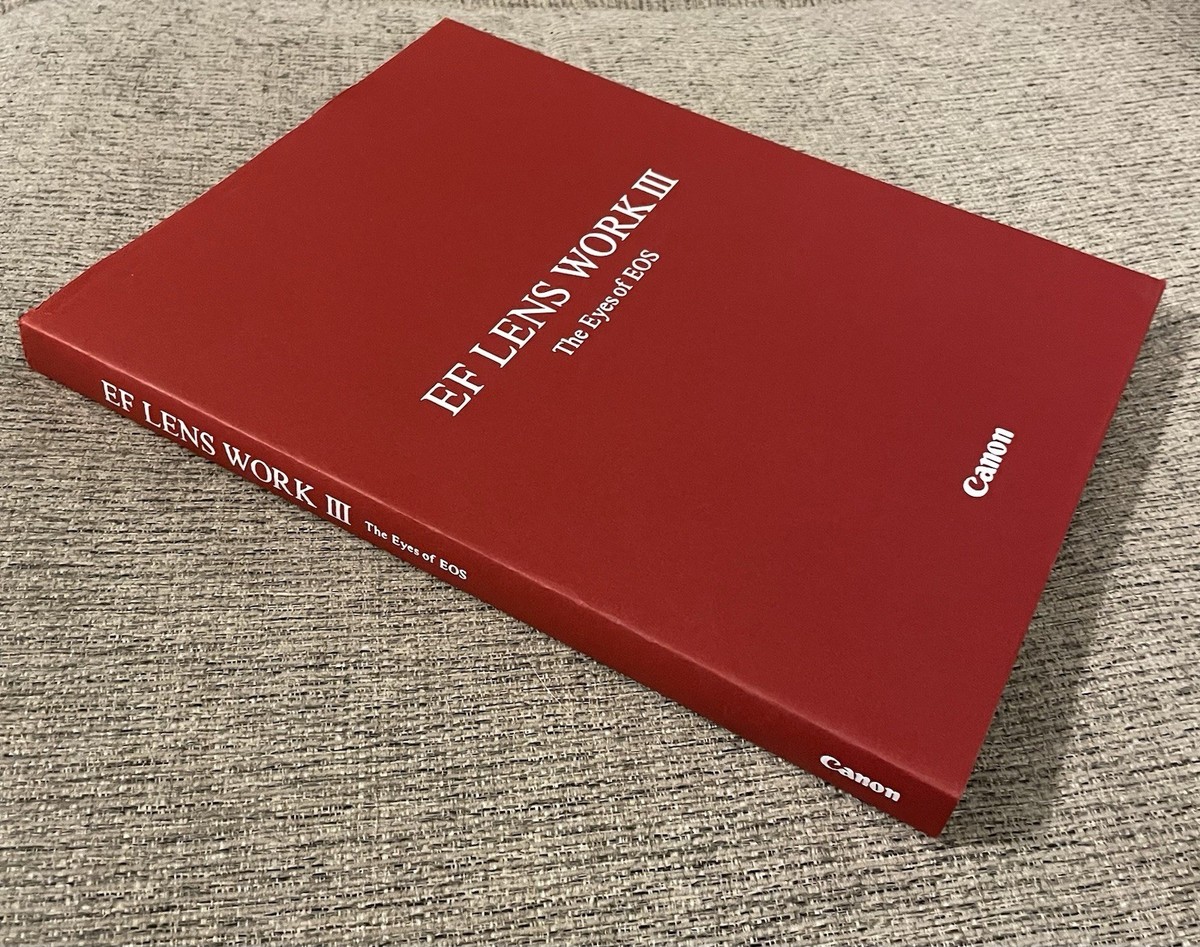 EF LENS WORK III
The Eyes of EOS
Canon
EF LENS WORK III The Eyes of EOS Canon